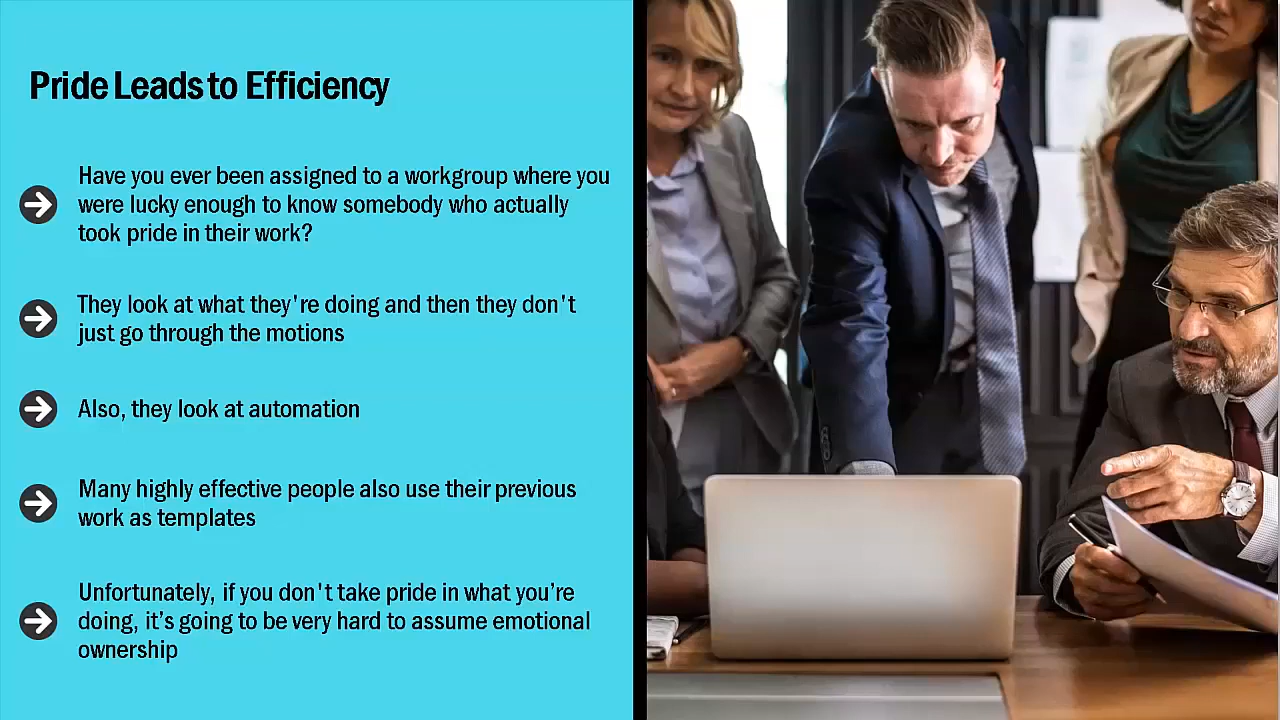 Pride Leads to Efficiency
Have you ever been assigned to a workgroup where you
were lucky enough to know somebody who actually
took pride in their work?
They look at what they're doing and then they don't
just go through the motions
Also, they look at automation
Many highly effective people also use their previous
work as templates
Unfortunately, if you don't take pride in what you’re
doing, it’s going to be very hard to assume emotional
ownership